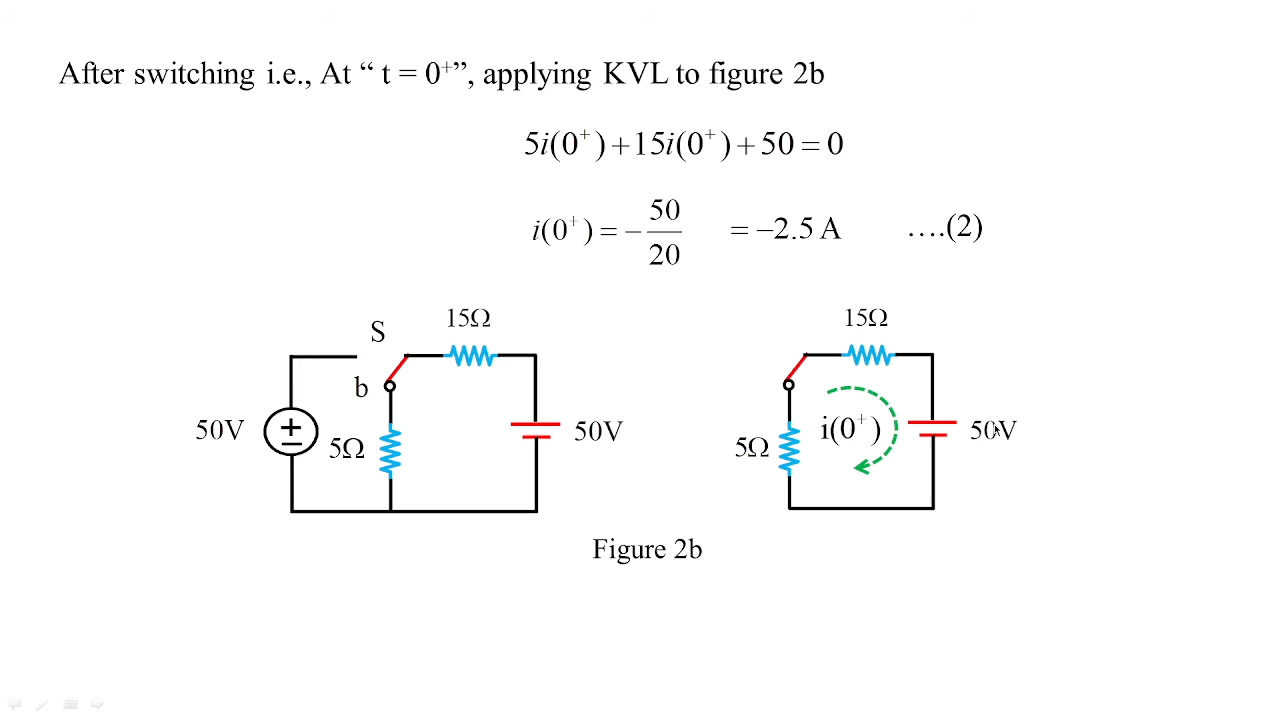 After switching i.e., At “ t = 0⁺”, applying KVL to figure 2b
5i(0⁺)+15i(0⁺)+50=0
i(0⁺)=−50/20 = –2.5 A ….(2)
S
15Ω
b
50V
+
−
5Ω
50V
15Ω
5Ω
i(0⁺)
50V
Figure 2b